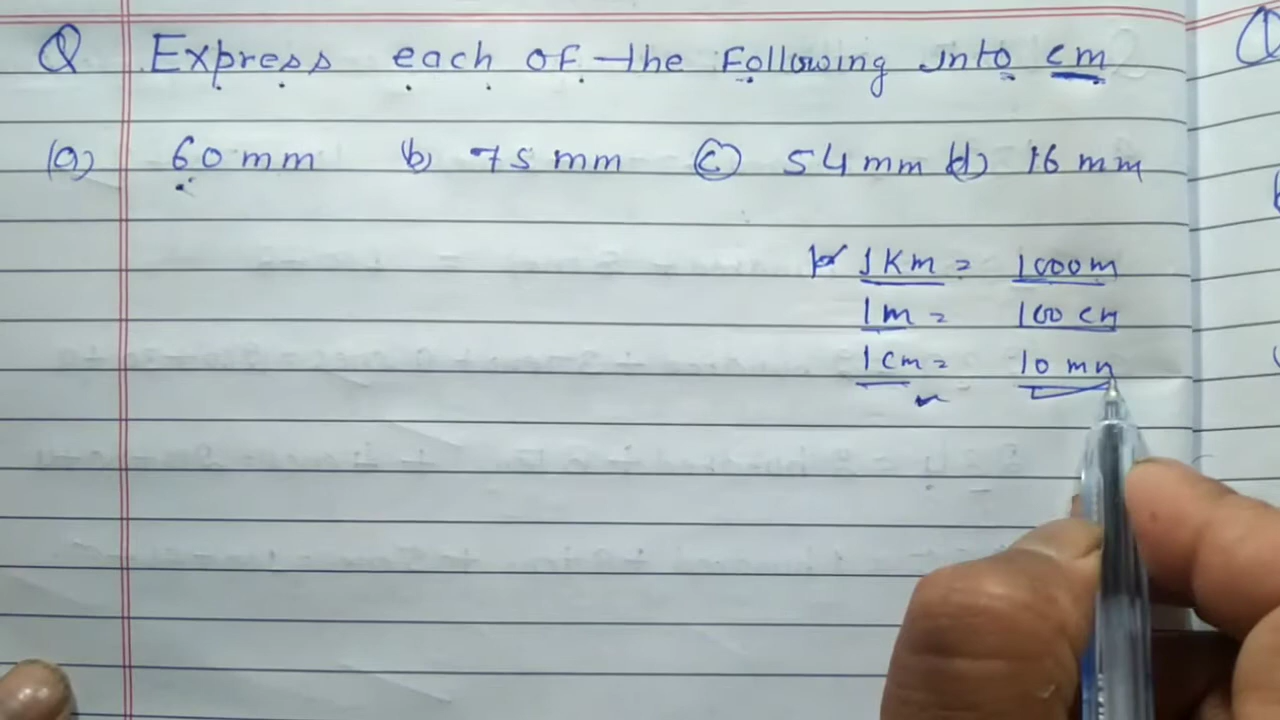 Q Express each of the Following into cm
(a) 60 mm b) 75 mm (c) 54 mm d) 16 mm
1 Km = 1000 m
1 m = 100 cm
1 cm = 10 mm